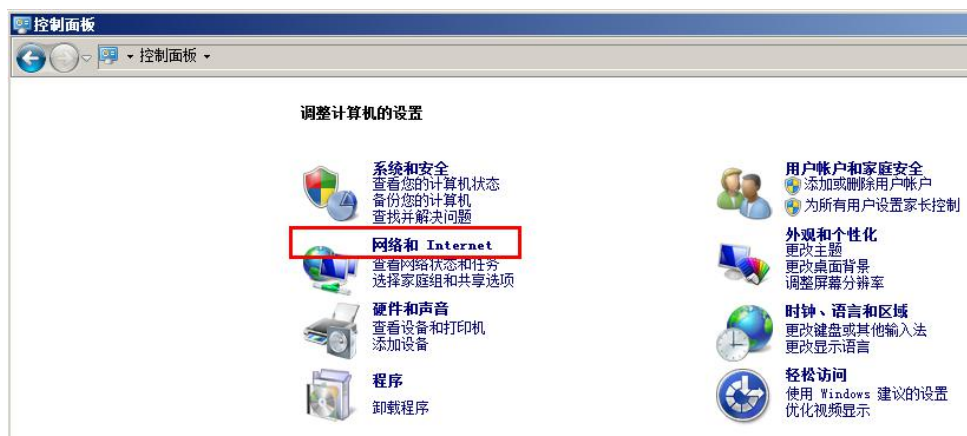 控制面板
控制面板
调整计算机的设置
系统和安全
查看您的计算机状态
备份您的计算机
查找并解决问题
网络和 Internet
查看网络状态和任务
选择家庭组和共享选项
硬件和声音
查看设备和打印机
添加设备
程序
卸载程序
用户帐户和家庭安全
添加或删除用户帐户
为所有用户设置家长控制
外观和个性化
更改主题
更改桌面背景
调整屏幕分辨率
时钟、语言和区域
更改键盘或其他输入法
更改显示语言
轻松访问
使用 Windows 建议的设置
优化视频显示